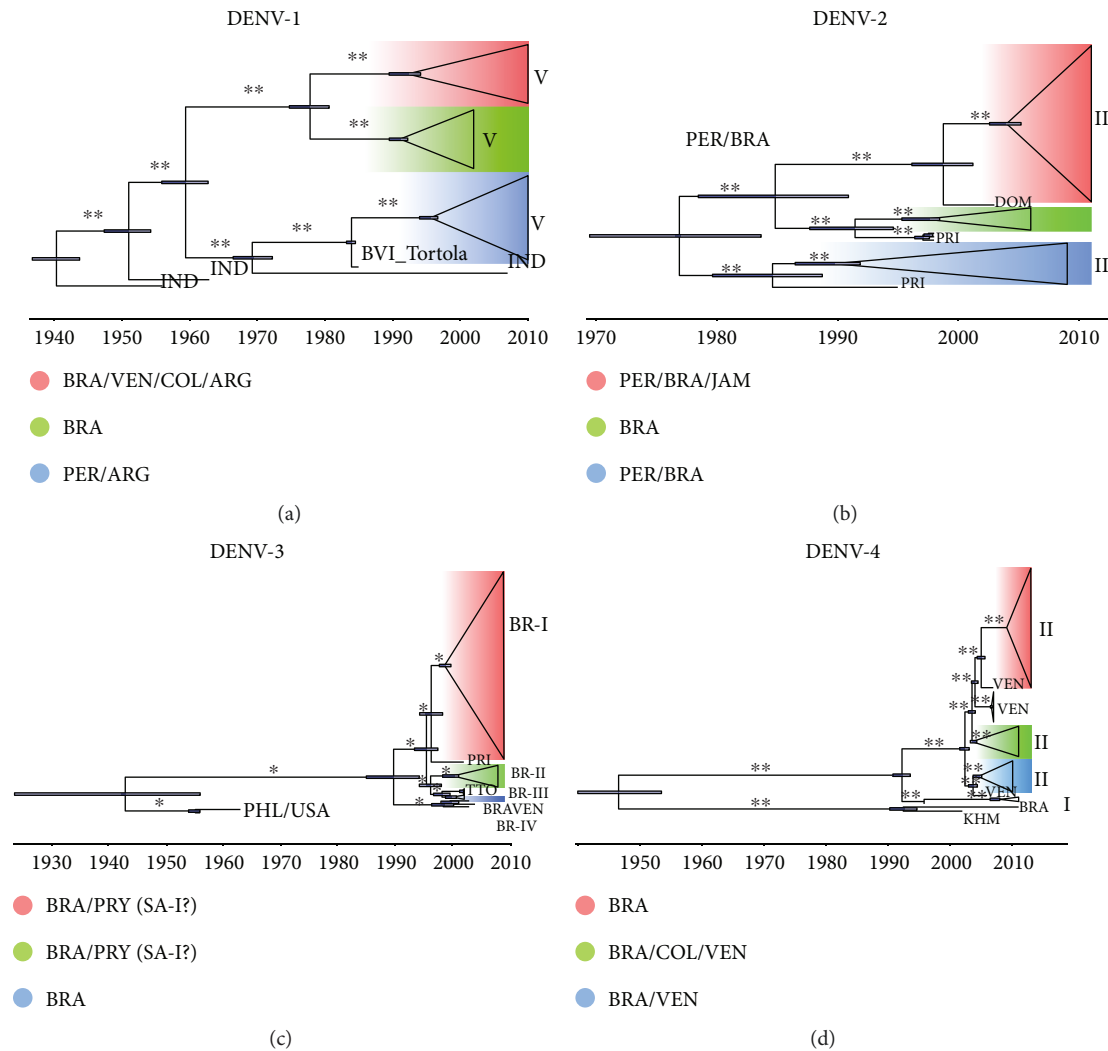 DENV-1
**
**
V
**
**
V
**
**
V
**
BVI_Tortola
IND
IND
IND
1940 1950 1960 1970 1980 1990 2000 2010
BRA/VEN/COL/ARG
BRA
PER/ARG
(a)
DENV-2
**
II
PER/BRA
**
**
DOM
**
**
**
PRI
**
**
II
PRI
1970 1980 1990 2000 2010
PER/BRA/JAM
BRA
PER/BRA
(b)
DENV-3
BR-I
*
*
*
PRI
*
*
BR-II
*
*
TTO
BR-III
*
*
BRAVEN
PHL/USA
BR-IV
1930 1940 1950 1960 1970 1980 1990 2000 2010
BRA/PRY (SA-I?)
BRA/PRY (SA-I?)
BRA
(c)
DENV-4
**
II
**
**
VEN
**
VEN
**
**
**
II
**
**
II
**
VEN
**
**
**
I
BRA
KHM
1950 1960 1970 1980 1990 2000 2010
BRA
BRA/COL/VEN
BRA/VEN
(d)